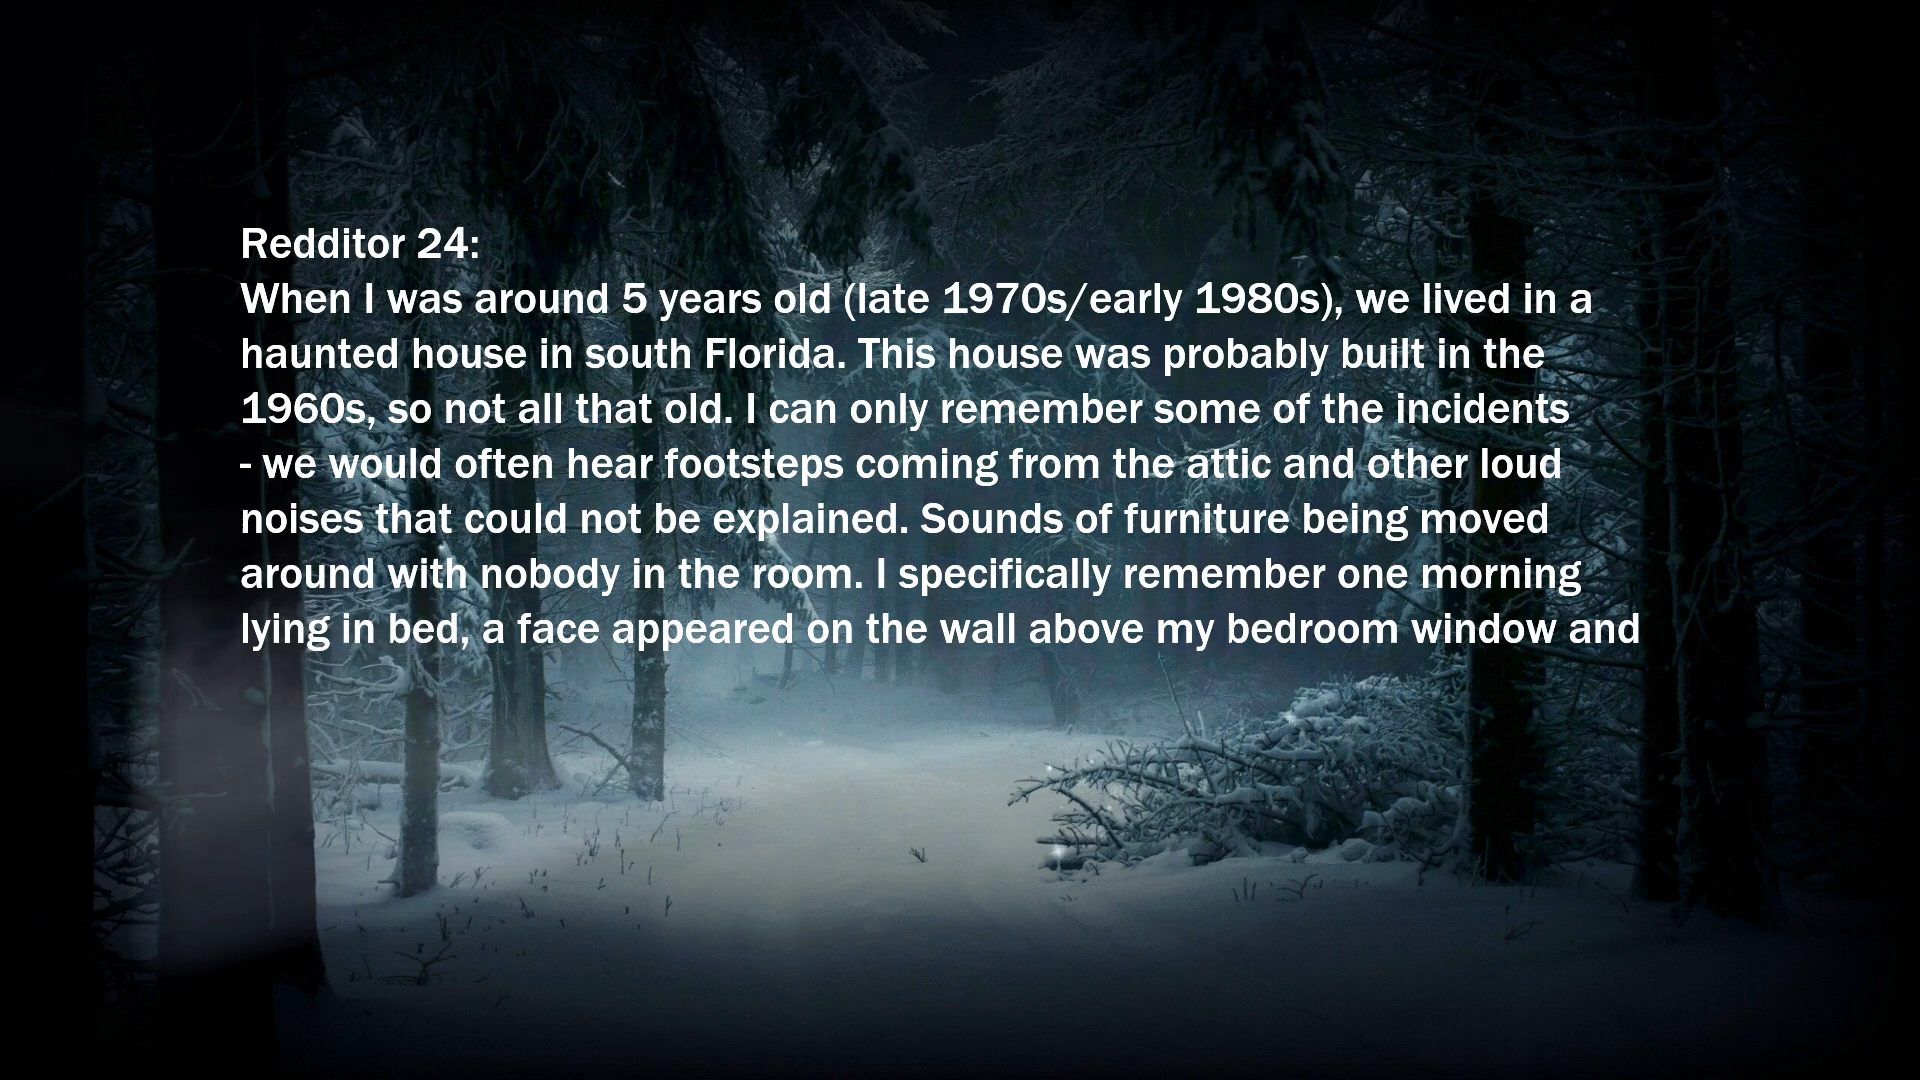 Redditor 24:
When I was around 5 years old (late 1970s/early 1980s), we lived in a
haunted house in south Florida. This house was probably built in the
1960s, so not all that old. I can only remember some of the incidents
- we would often hear footsteps coming from the attic and other loud
noises that could not be explained. Sounds of furniture being moved
around with nobody in the room. I specifically remember one morning
lying in bed, a face appeared on the wall above my bedroom window and